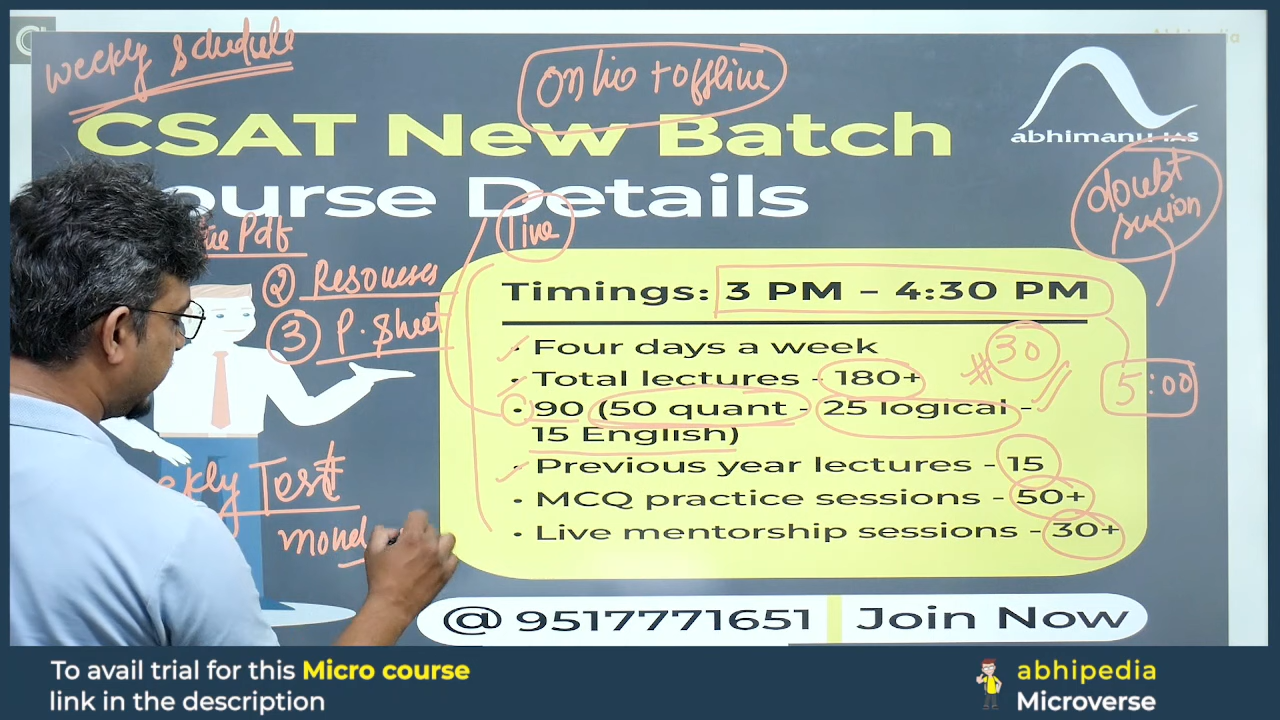 weekly Schedule
online + offline
CSAT New Batch
abhimanu IAS
ourse Details
doubt session
Pdf
live
② Resources
Timings: 3 PM – 4:30 PM
③ P. Sheet
• Four days a week
# 30
• Total lectures - 180+
5:00
• 90 (50 quant - 25 logical -
15 English)
• Previous year lectures - 15
ekly Test
• MCQ practice sessions - 50+
• Live mentorship sessions - 30+
@ 9517771651 Join Now
To avail trial for this Micro course
link in the description
abhipedia
Microverse